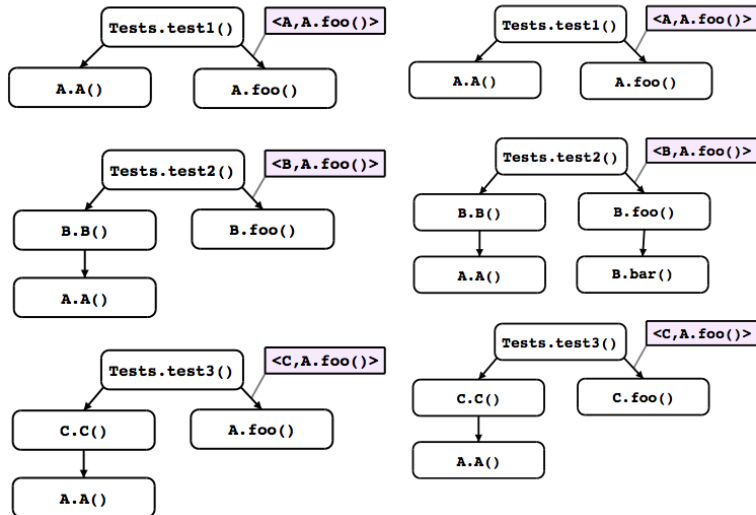 Tests.test1()
<A,A.foo()>
A.A()
A.foo()
Tests.test2()
<B,A.foo()>
B.B()
B.foo()
A.A()
Tests.test3()
<C,A.foo()>
C.C()
A.foo()
A.A()
Tests.test1()
<A,A.foo()>
A.A()
A.foo()
Tests.test2()
<B,A.foo()>
B.B()
B.foo()
A.A()
B.bar()
Tests.test3()
<C,A.foo()>
C.C()
C.foo()
A.A()